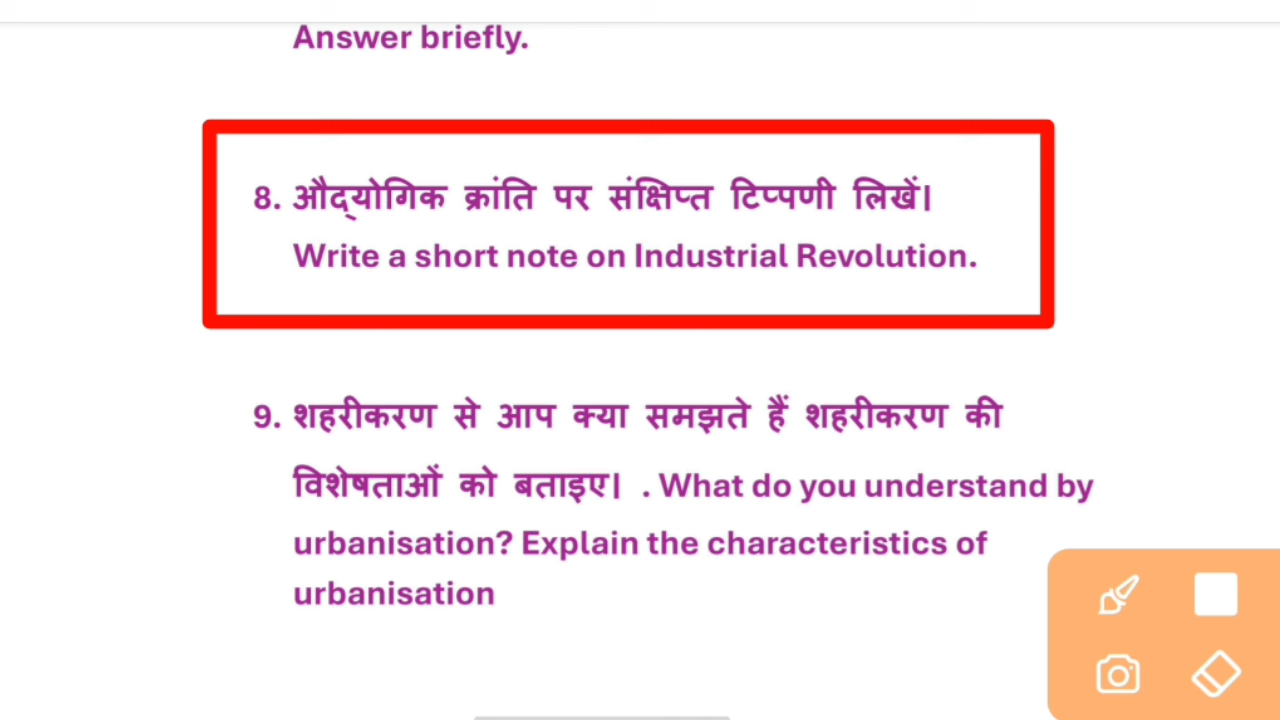 Answer briefly.
8. औद्योगिक क्रांति पर संक्षिप्त टिप्पणी लिखें।
Write a short note on Industrial Revolution.
9. शहरीकरण से आप क्या समझते हैं शहरीकरण की
विशेषताओं को बताइए। . What do you understand by
urbanisation? Explain the characteristics of
urbanisation